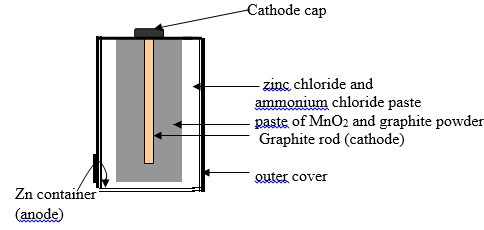 Cathode cap
zinc chloride and
ammonium chloride paste
paste of MnO₂ and graphite powder
Graphite rod (cathode)
outer cover
Zn container
(anode)